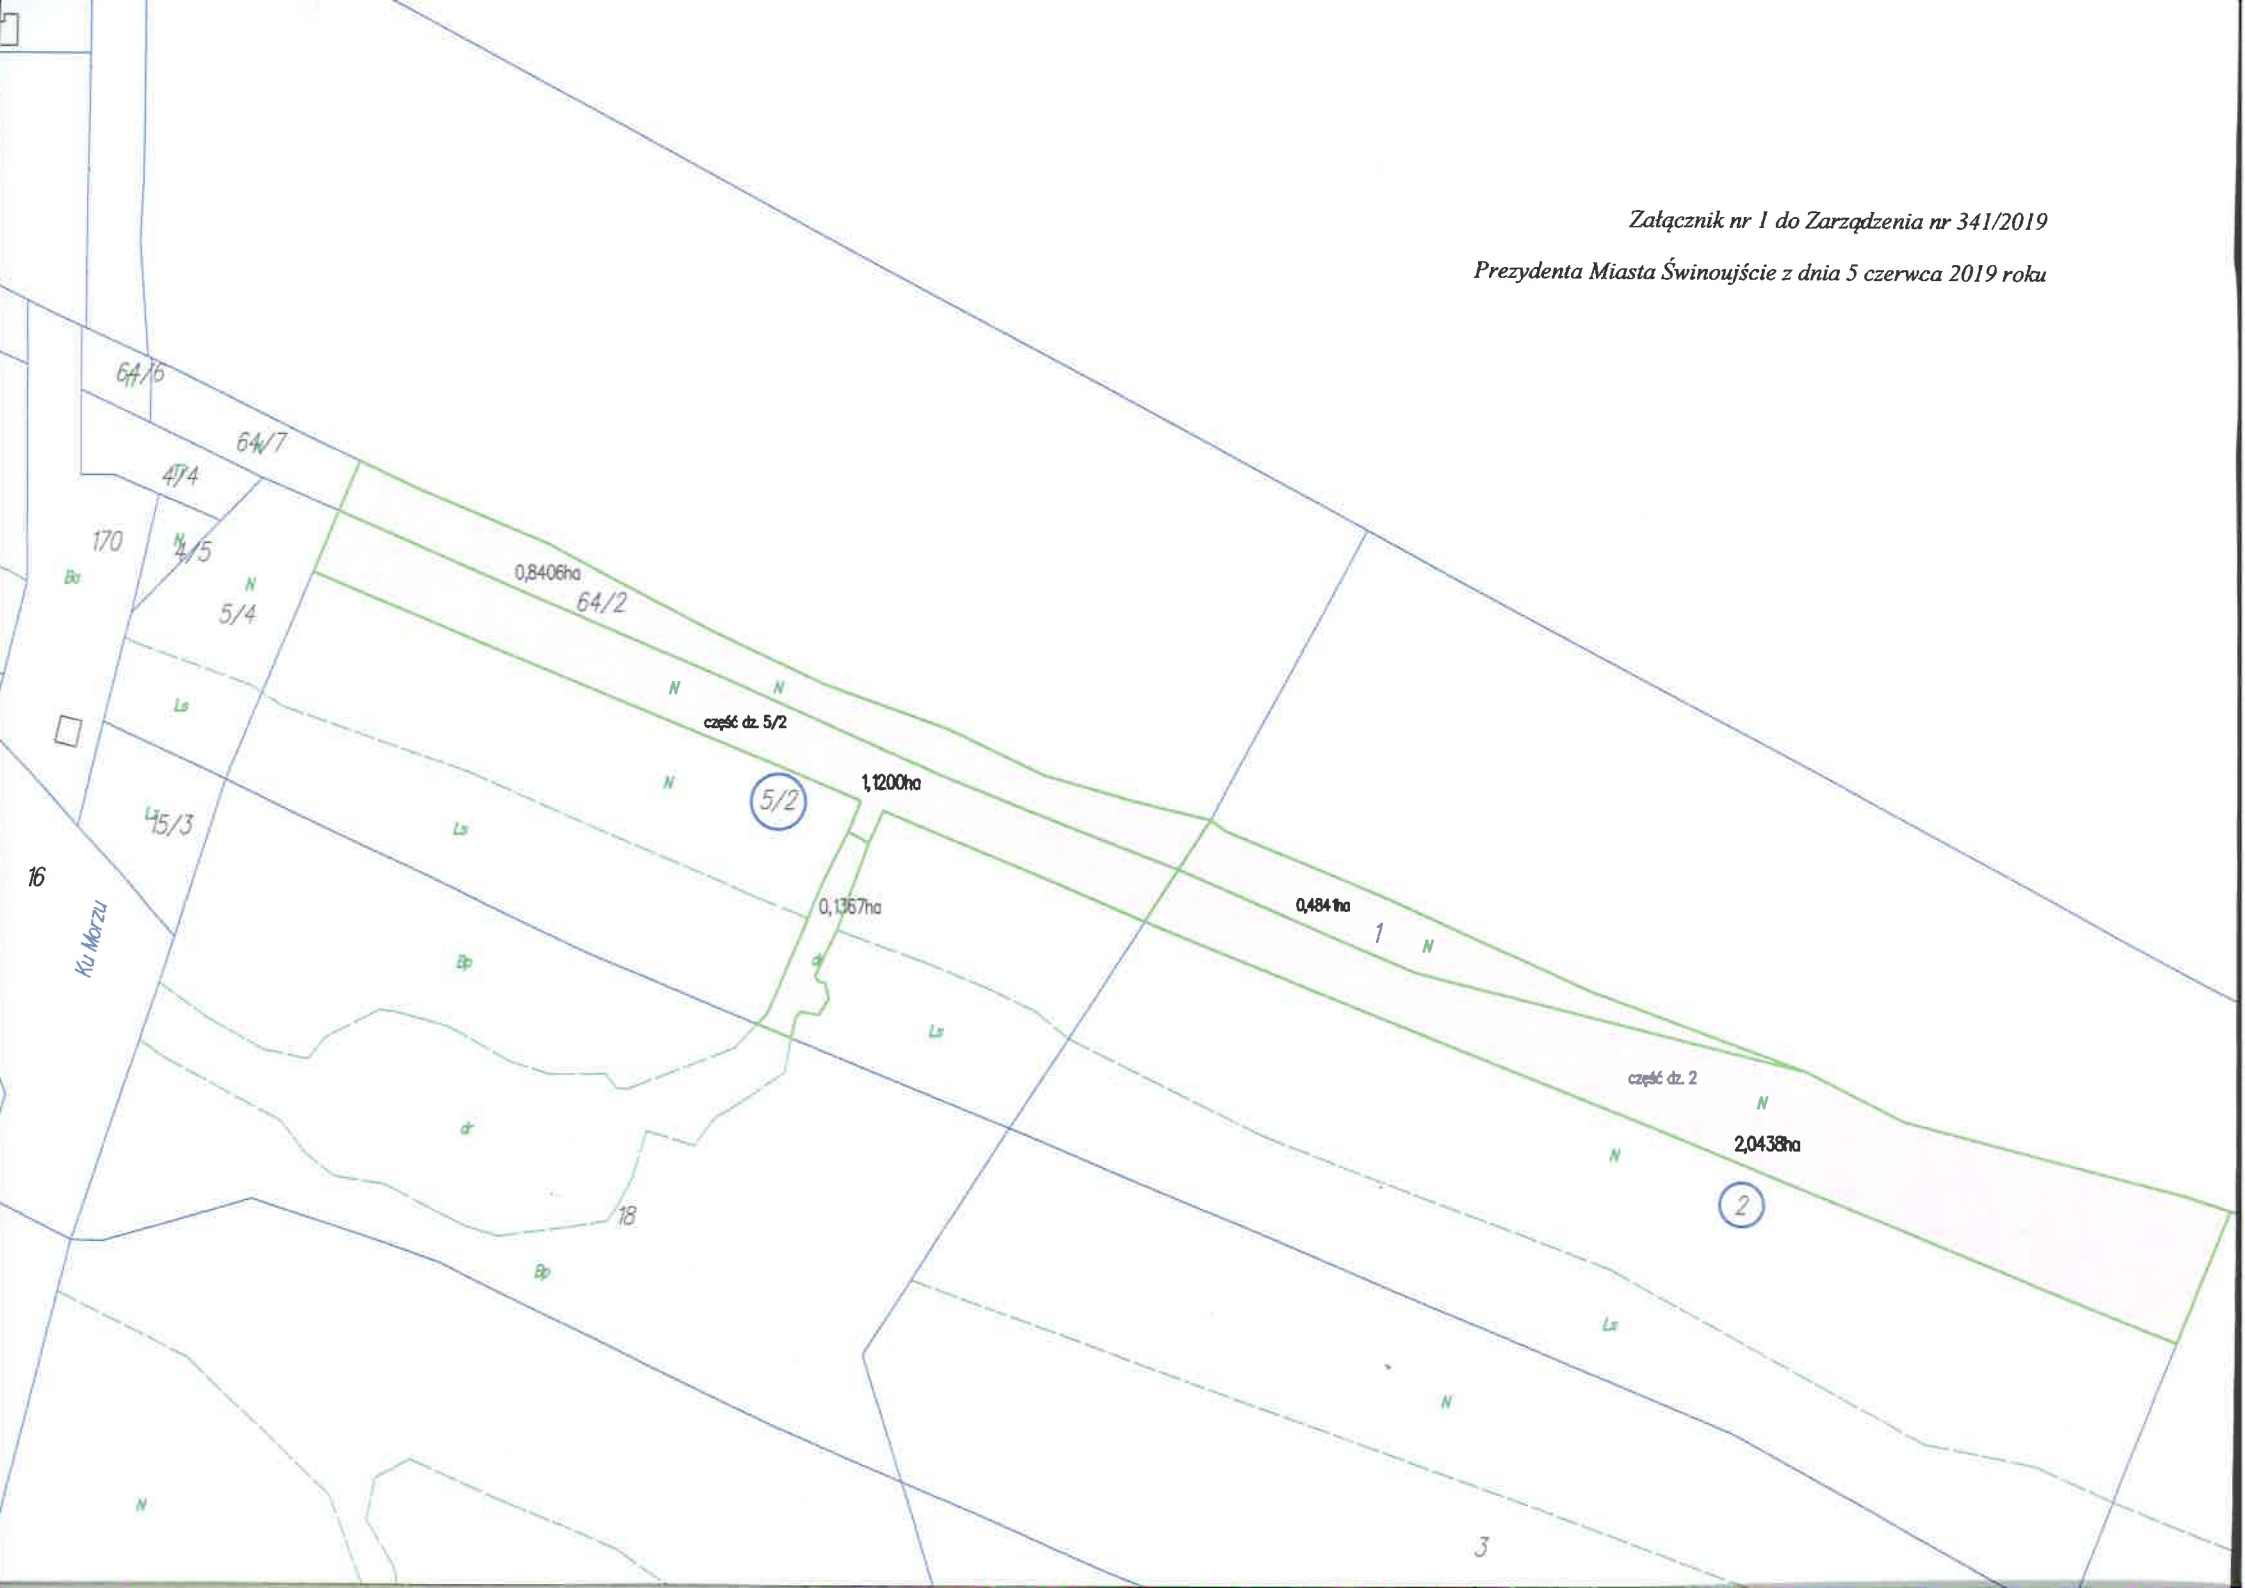 Załącznik nr 1 do Zarządzenia nr 341/2019
Prezydenta Miasta Świnoujście z dnia 5 czerwca 2019 roku
64/6
64/7
4/4
170
4/5
N
Ba
N
5/4
0,8406ha
64/2
N
N
część dz. 5/2
Ls
N
1,1200ha
5/2
Ls
15/3
16
0,1367ha
0,4841ha
1
N
Ku Morzu
Bp
dr
Ls
część dz. 2
N
dr
2,0438ha
N
2
18
Bp
Ls
N
N
3